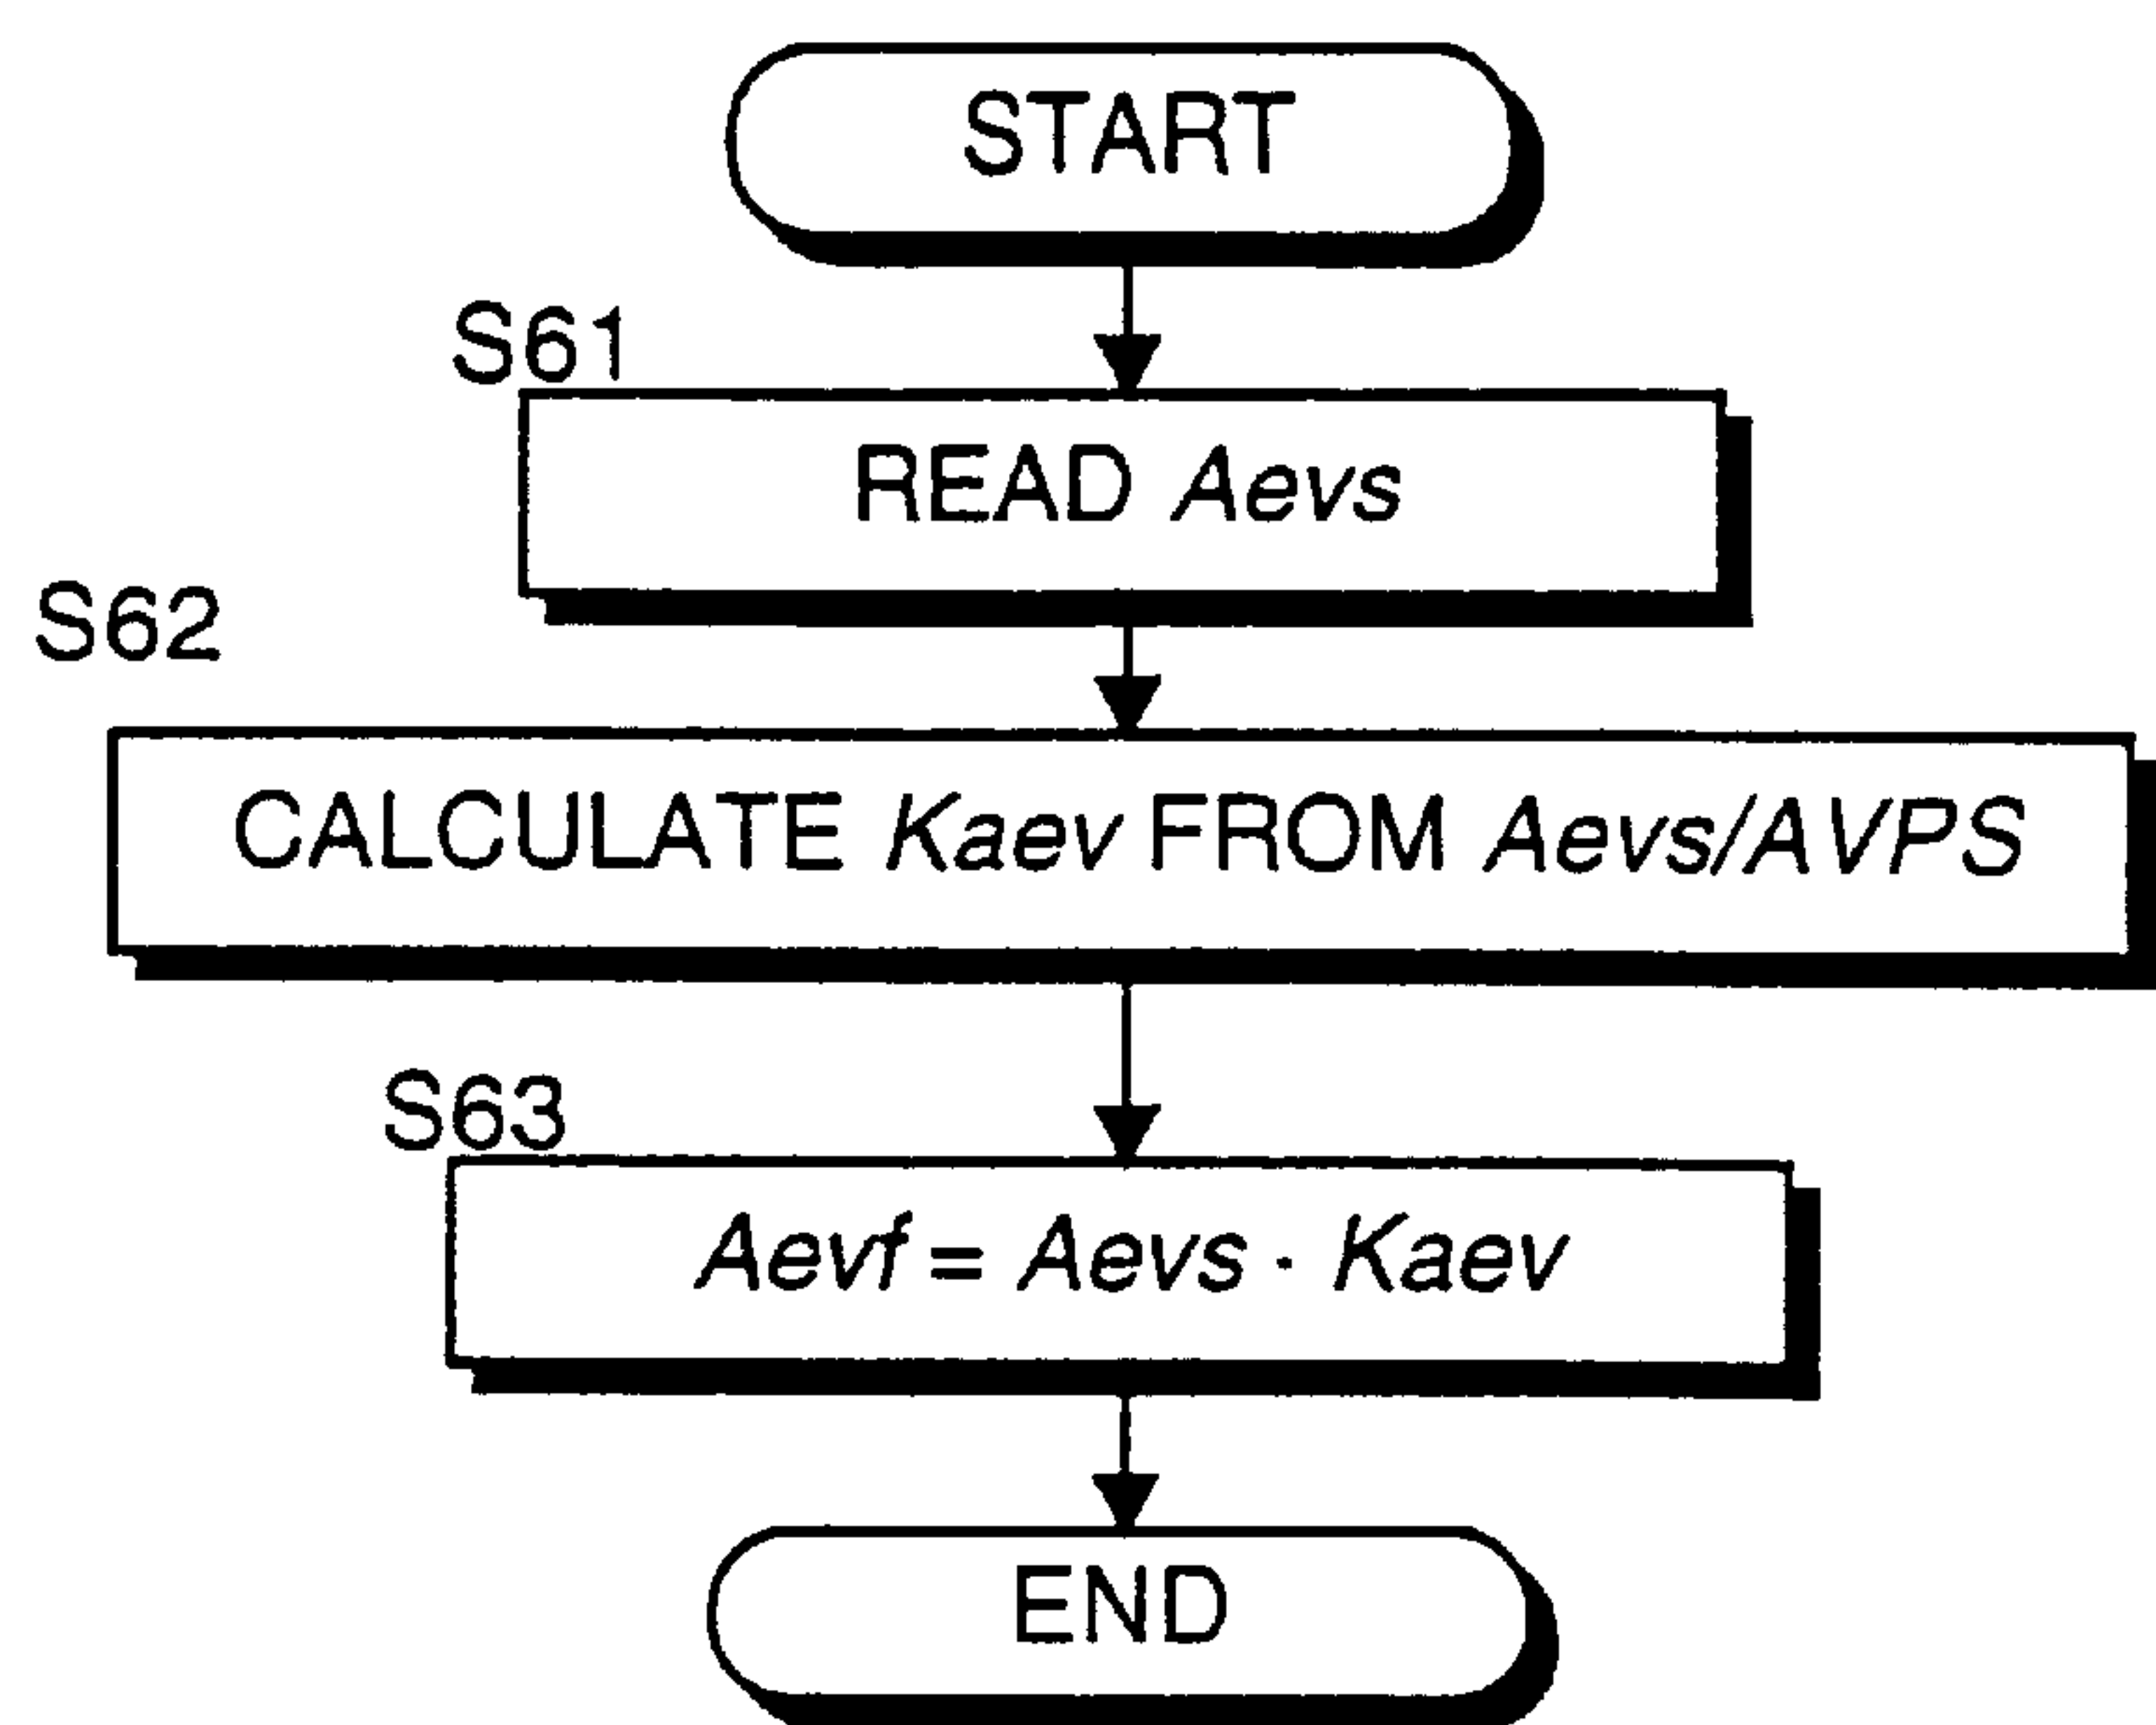 START
S61
READ Aevs
S62
CALCULATE Kaev FROM Aevs/AVPS
S63
Aevf = Aevs · Kaev
END